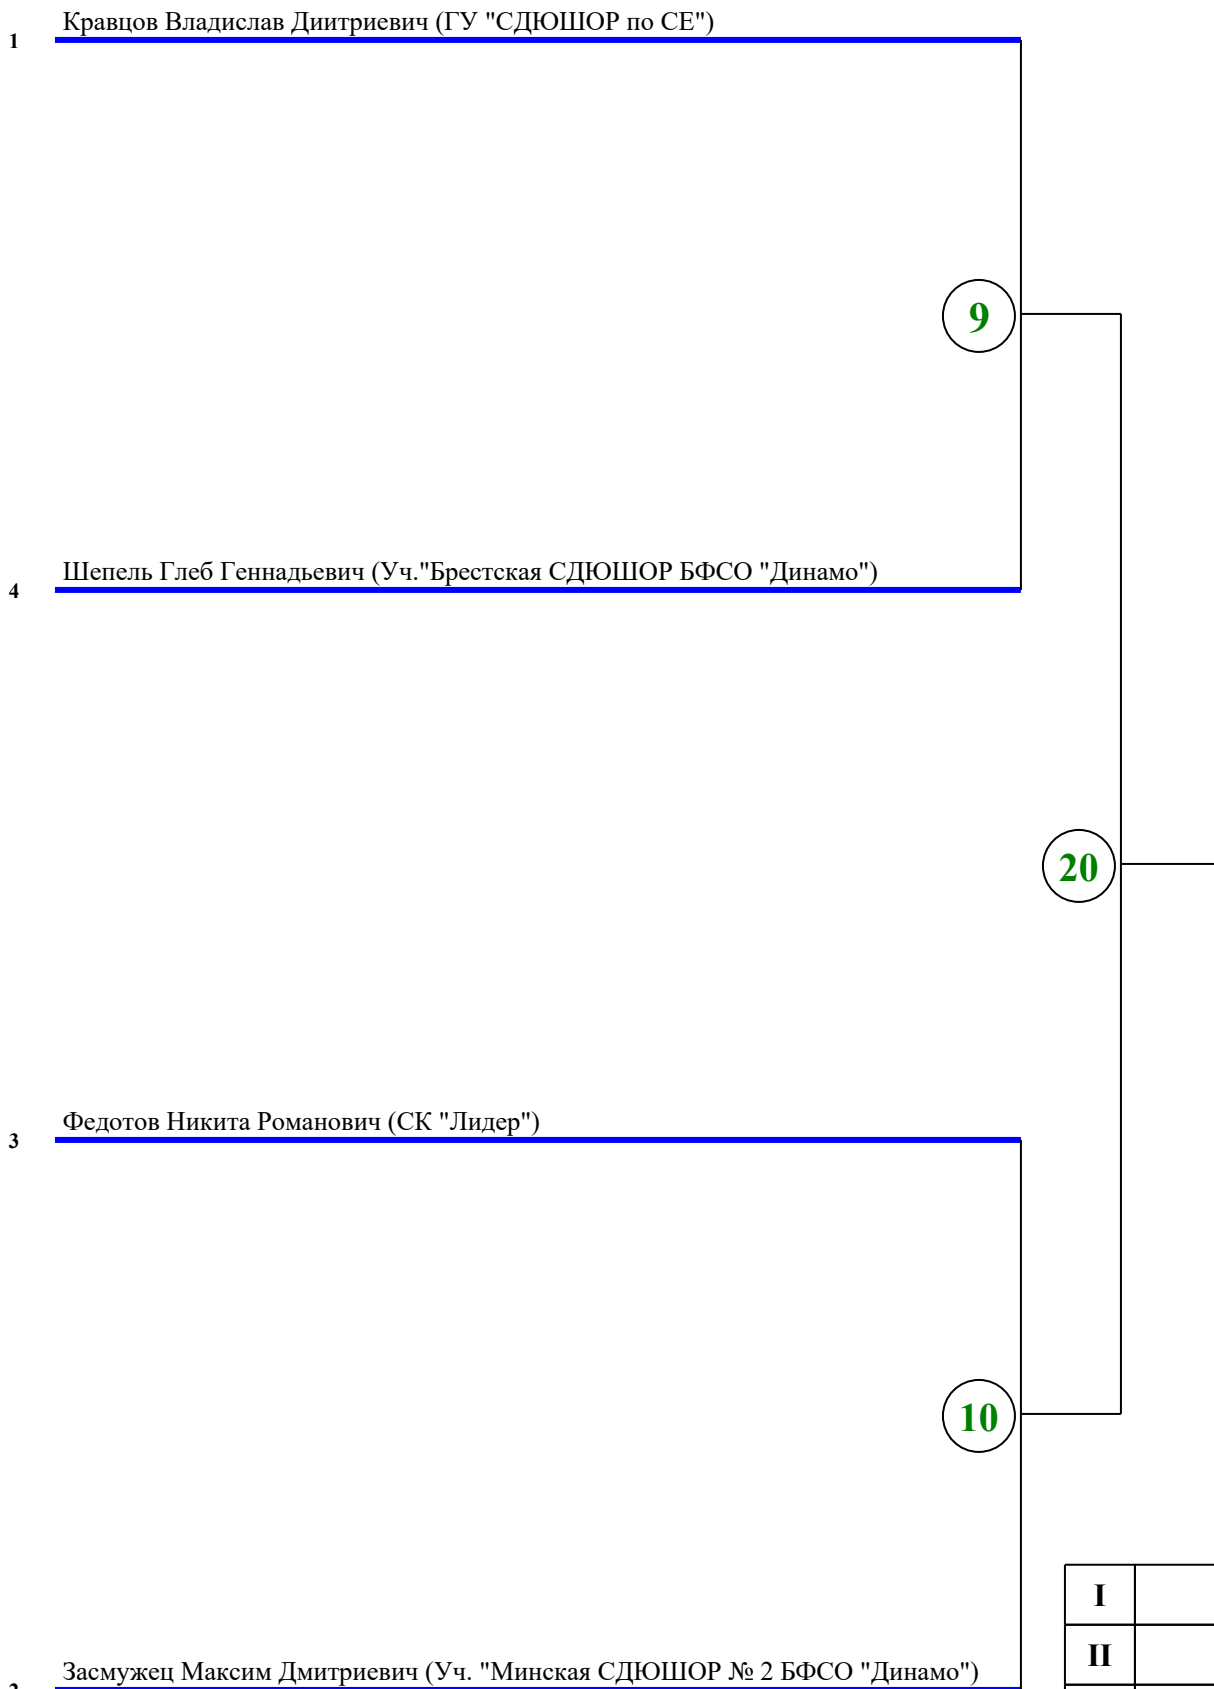 Кравцов Владислав Диитриевич (ГУ "СДЮШОР по СЕ")
1
9
Шепель Глеб Геннадьевич (Уч."Брестская СДЮШОР БФСО "Динамо")
4
20
Федотов Никита Романович (СК "Лидер")
3
10
I
II
Засмужец Максим Дмитриевич (Уч. "Минская СДЮШОР № 2 БФСО "Динамо")